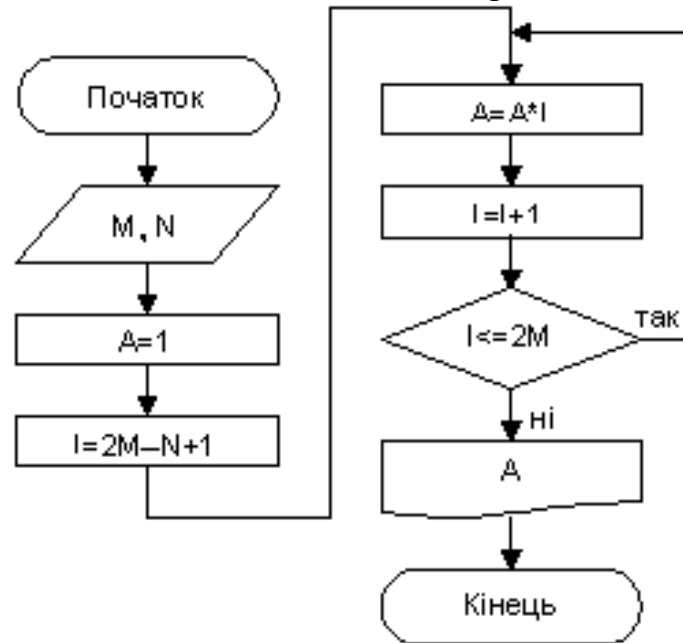 Початок
M, N
A=1
I=2M–N+1
A=A*I
I=I+1
I<=2M
так
ні
A
Кінець